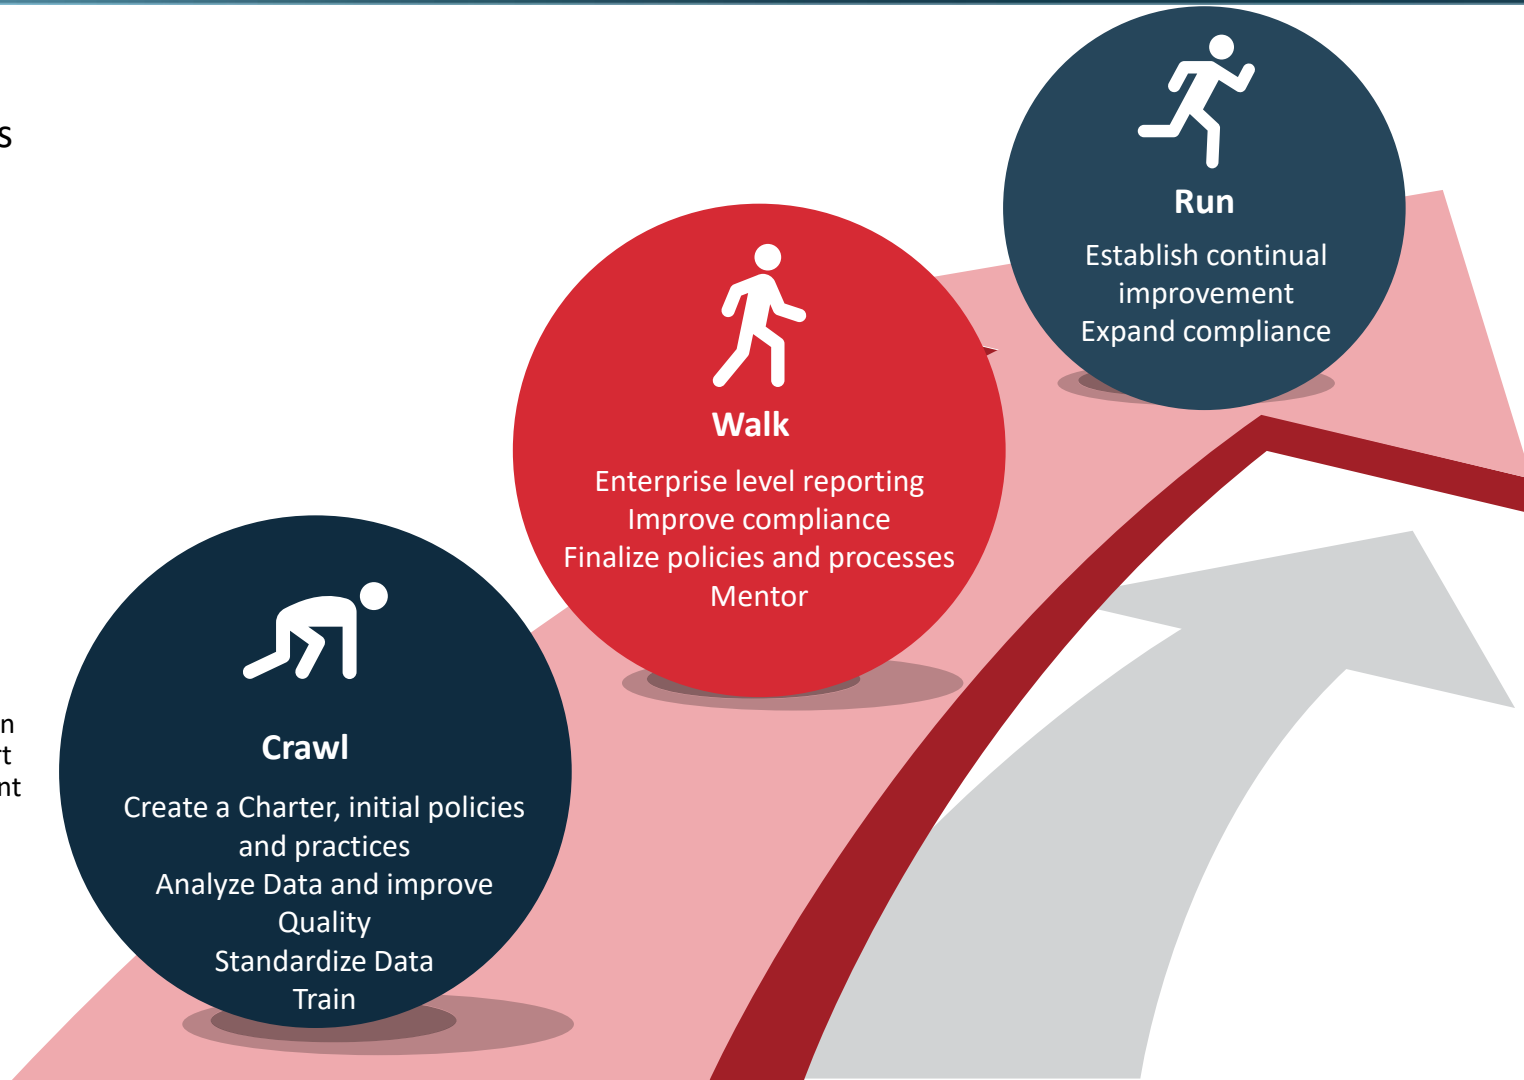 Run
Establish continual
improvement
Expand compliance
Walk
Enterprise level reporting
Improve compliance
Finalize policies and processes
Mentor
Crawl
Create a Charter, initial policies
and practices
Analyze Data and improve
Quality
Standardize Data
Train